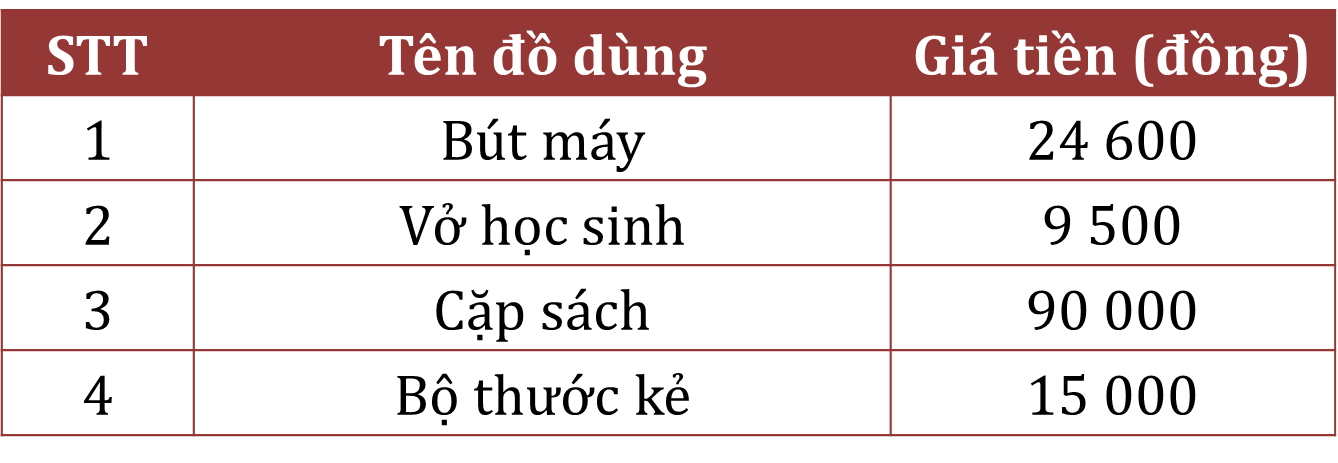 STT Tên đồ dùng Giá tiền (đồng)
1 Bút máy 24 600
2 Vở học sinh 9 500
3 Cặp sách 90 000
4 Bộ thước kẻ 15 000